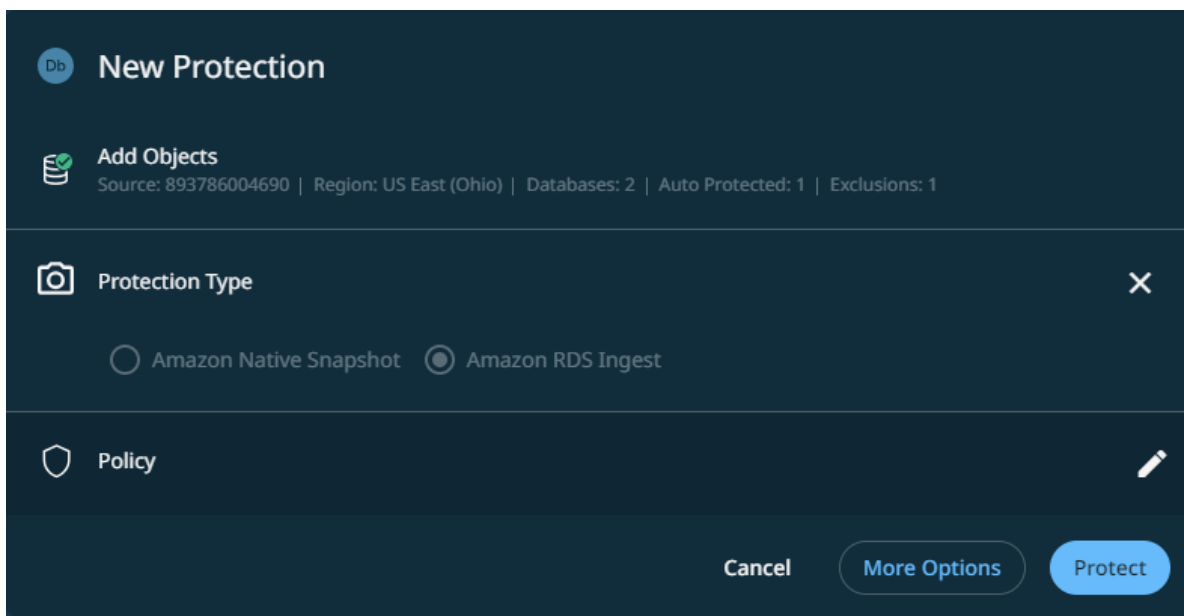 Db New Protection
Add Objects
Source: 893786004690 | Region: US East (Ohio) | Databases: 2 | Auto Protected: 1 | Exclusions: 1
Protection Type
Amazon Native Snapshot Amazon RDS Ingest
Policy
Cancel More Options Protect